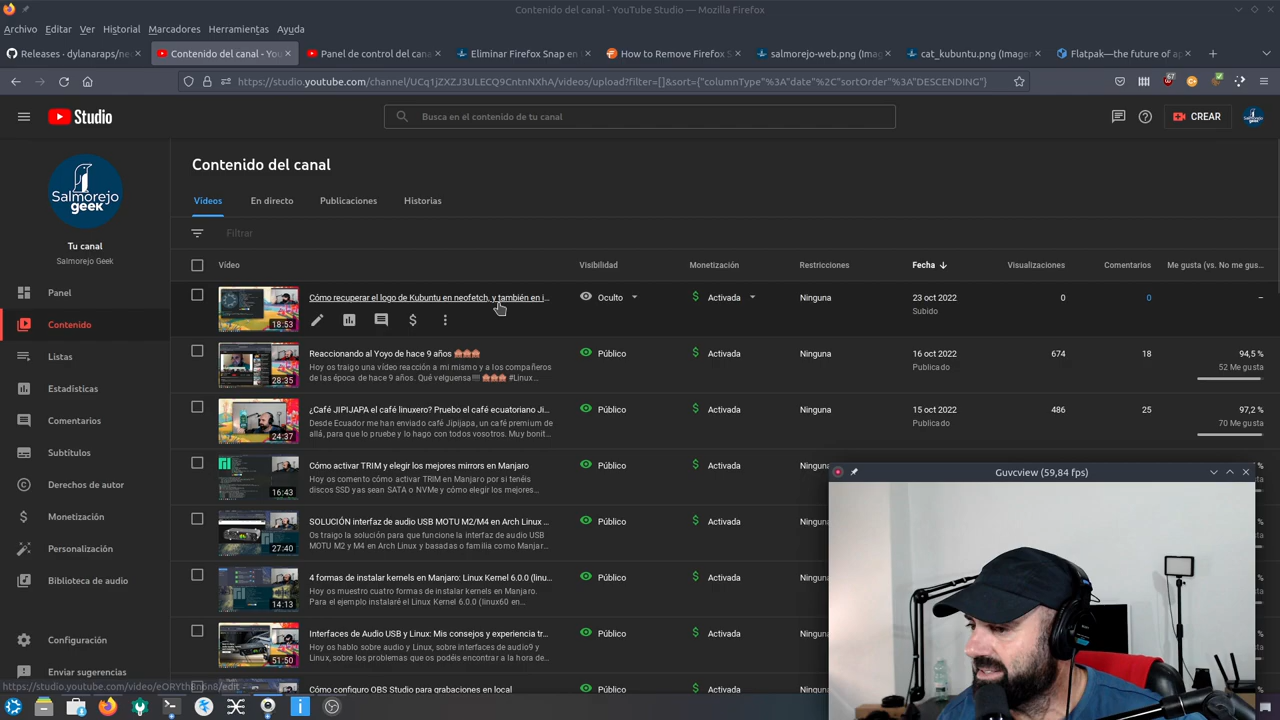 Contenido del canal - YouTube Studio — Mozilla Firefox
Archivo Editar Ver Historial Marcadores Herramientas Ayuda
Releases · dylanaraps/ne
Contenido del canal - You
Panel de control del cana
Eliminar Firefox Snap en
How to Remove Firefox S
salmorejo-web.png (Imag
cat_kubuntu.png (Image
Flatpak—the future of ap
https://studio.youtube.com/channel/UCq1jZXZJ3ULECQ9CntnNXhA/videos/upload?filter=[]&sort={"columnType"%3A"date"%2C"sortOrder"%3A"DESCENDING"}
Studio
Busca en el contenido de tu canal
CREAR
Salmorejo
geek
Tu canal
Salmorejo Geek
Panel
Contenido
Listas
Estadísticas
Comentarios
Subtítulos
Derechos de autor
Monetización
Personalización
Biblioteca de audio
Configuración
Enviar sugerencias
Contenido del canal
Vídeos En directo Publicaciones Historias
Filtrar
Vídeo Visibilidad Monetización Restricciones Fecha Visualizaciones Comentarios Me gusta (vs. No me gu...
18:53
Cómo recuperar el logo de Kubuntu en neofetch, y también en i...
Oculto Activada Ninguna 23 oct 2022 0 0 –
Subido
28:35
Reaccionando al Yoyo de hace 9 años
Hoy os traigo una vídeo reacción a mi mismo y a los compañeros
de las época de hace 9 años. Qué velguensa #Linux...
Público Activada Ninguna 16 oct 2022 674 18 94,5 %
Publicado 52 Me gusta
24:37
¿Café JIPIJAPA el café linuxero? Pruebo el café ecuatoriano Ji...
Desde Ecuador me han enviado café Jipijapa, un café premium de
allá, para que lo pruebe y lo hago con todos vosotros. Muy bonit...
Público Activada Ninguna 15 oct 2022 486 25 97,2 %
Publicado 70 Me gusta
16:43
Cómo activar TRIM y elegir los mejores mirrors en Manjaro
Hoy os muestro cómo activar TRIM por si tenéis
discos SSD yas sean SATA o NVMe y cómo elegir los mejores...
Público Activada Ninguna
27:40
SOLUCIÓN interfaz de audio USB MOTU M2/M4 en Arch Linux ...
Os traigo la solución para que funcione la interfaz de audio USB
MOTU M2 y M4 en Arch Linux y basadas o familia como Manjaro...
Público Activada Ninguna
14:13
4 formas de instalar kernels en Manjaro: Linux Kernel 6.0.0 (linu...
Hoy os muestro cuatro formas de instalar kernels en Manjaro.
Para el ejemplo instalaré el Linux Kernel 6.0.0 (linux60 en...
Público Activada Ninguna
51:50
Interfaces de Audio USB y Linux: Mis consejos y experiencia tr...
Hoy os hablo sobre audio y Linux, sobre interfaces audio y
Linux, sobre los problemas que os podéis encontrar a la hora de...
Público Activada Ninguna
Cómo configuro OBS Studio para grabaciones en local
Guvcview (59,84 fps)